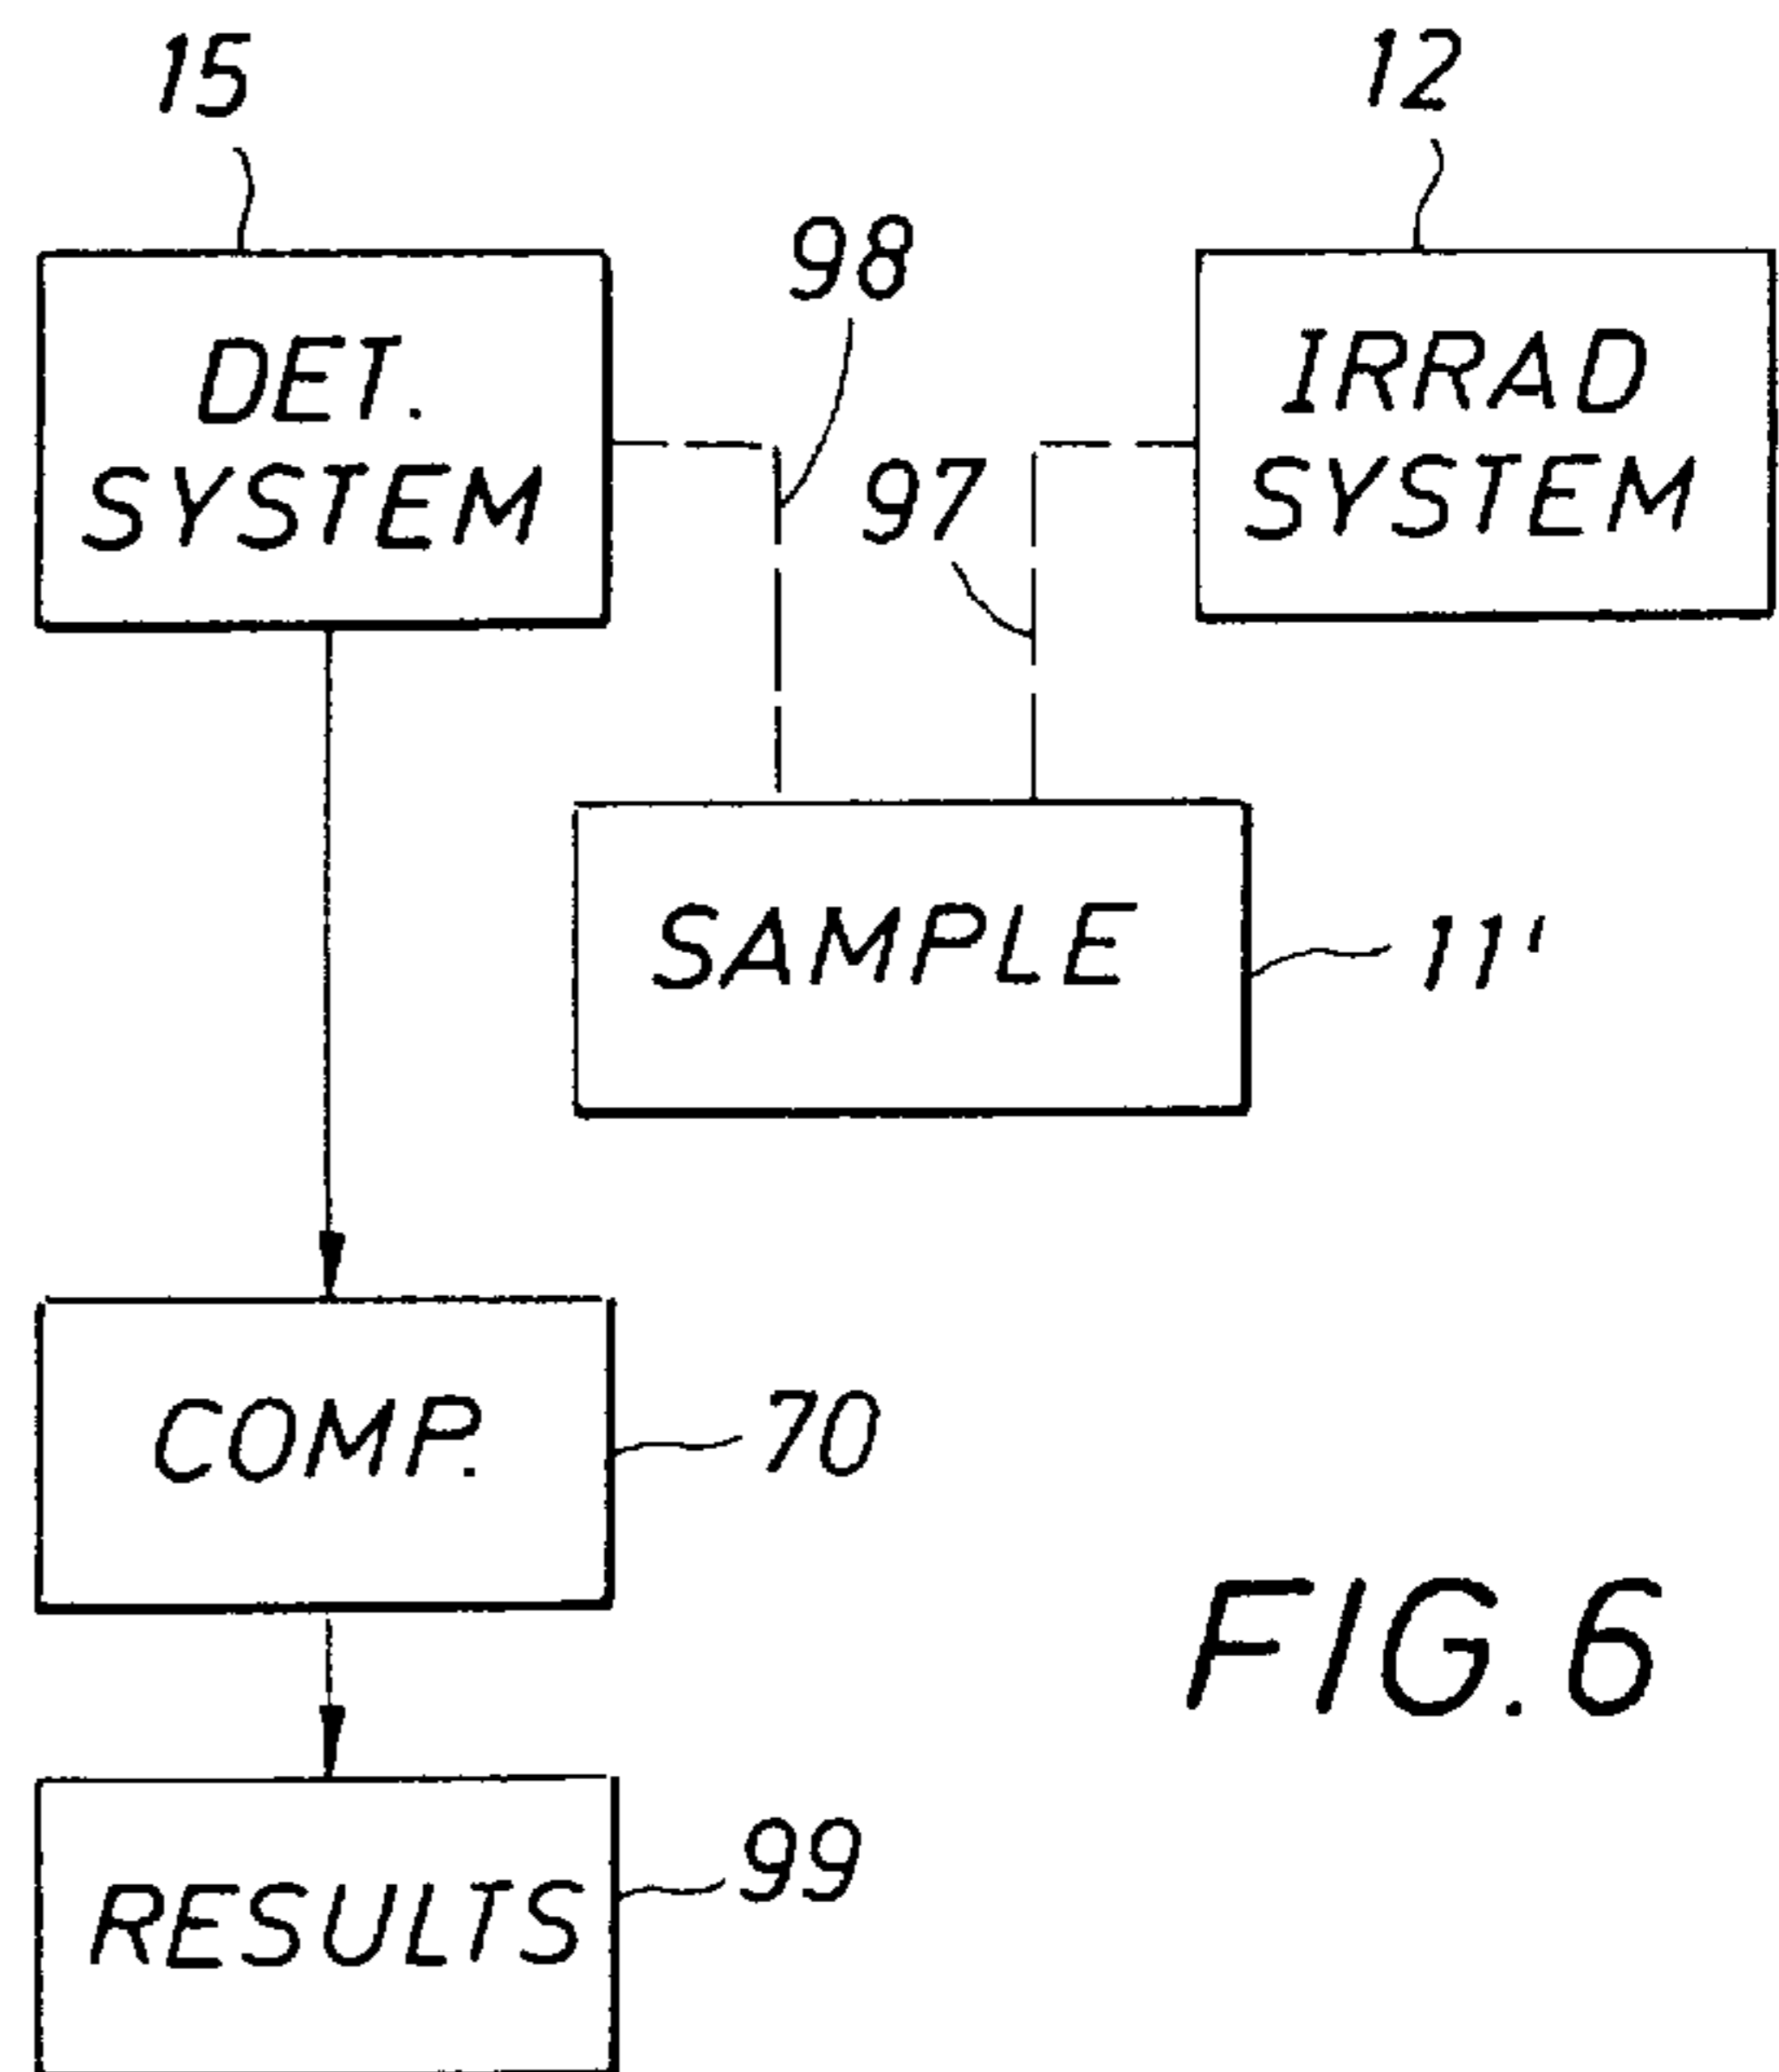 15
12
98
DET.
SYSTEM
IRRAD
SYSTEM
97
SAMPLE
11'
COMP.
70
FIG. 6
RESULTS
99